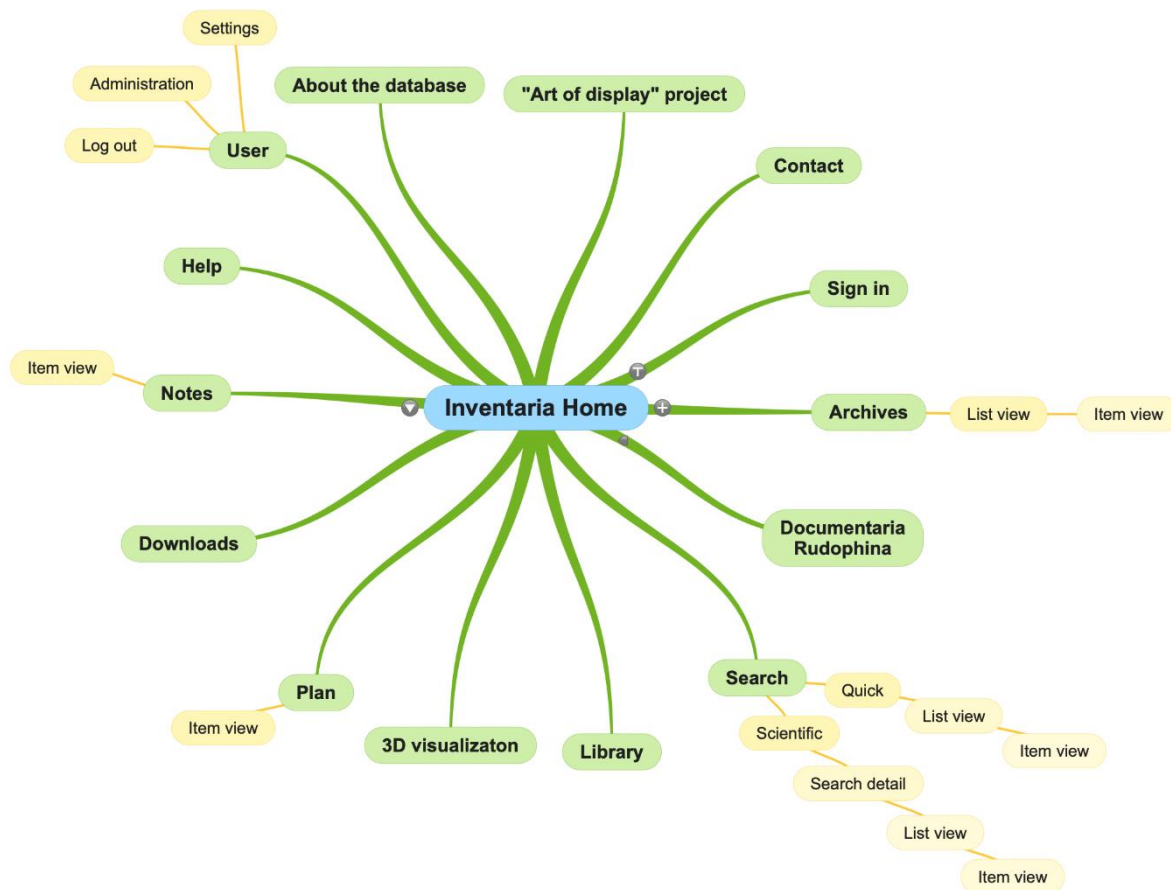 Settings
Administration
Log out
User
About the database
"Art of display" project
Contact
Help
Sign in
Item view
Notes
Inventaria Home
Archives
List view
Item view
Downloads
Documentaria
Rudophina
Plan
Item view
3D visualizaton
Library
Search
Quick
List view
Item view
Scientific
Search detail
List view
Item view